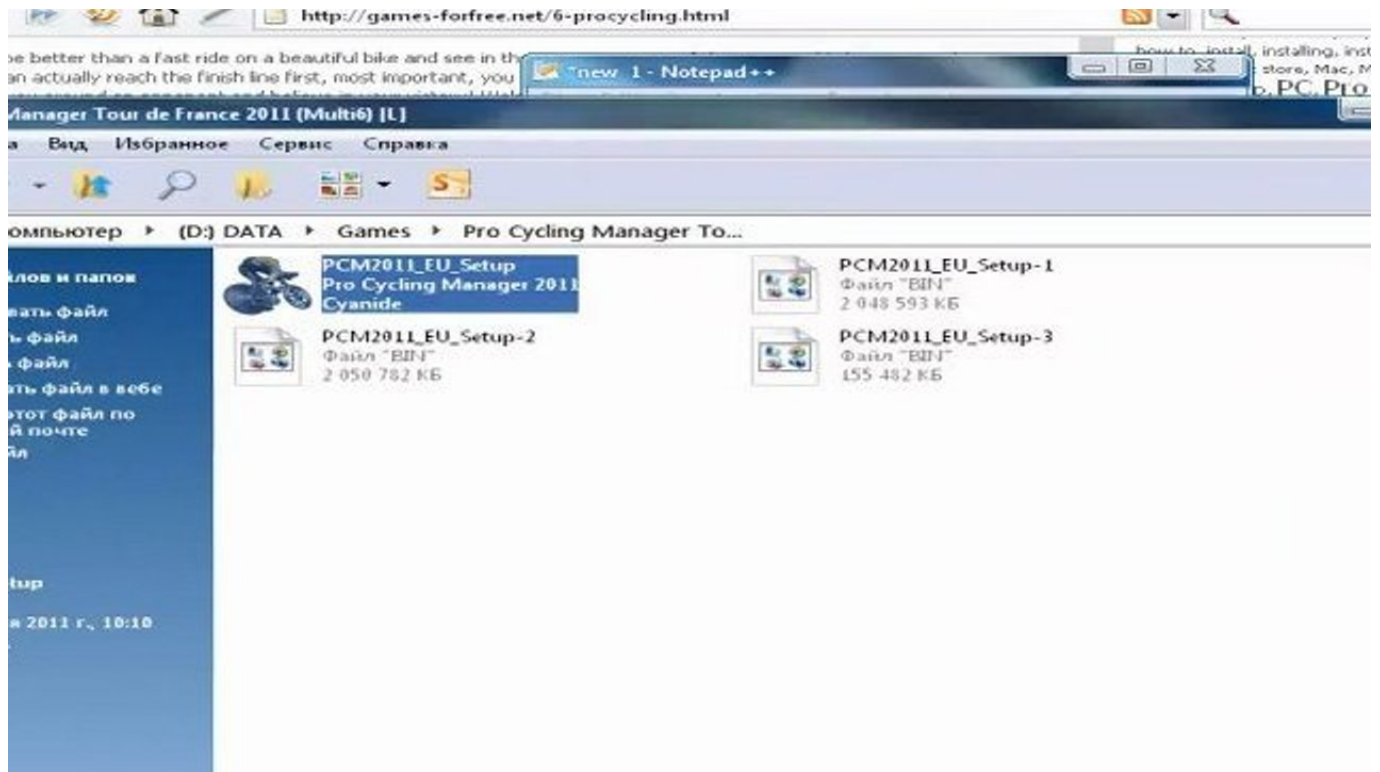 http://games-forfree.net/6-procycling.html
be better than a fast ride on a beautiful bike and see in th
an actually reach the finish line first, most important, you
how to install, installing, inst
store, Mac, M
PC, Pro
*new 1 - Notepad++
Manager Tour de France 2011 (Multi6) [L]
а Вид Избранное Сервис Справка
омпьютер (D:) DATA Games Pro Cycling Manager To...
йлов и папок
вать файл
ь файл
файл
ать файл в вебе
этот файл по
й почте
йл
tup
я 2011 г., 10:10
PCM2011_EU_Setup
Pro Cycling Manager 2011
Cyanide
PCM2011_EU_Setup-1
Файл "BIN"
2 048 593 КБ
PCM2011_EU_Setup-2
Файл "BIN"
2 050 782 КБ
PCM2011_EU_Setup-3
Файл "BIN"
155 482 КБ